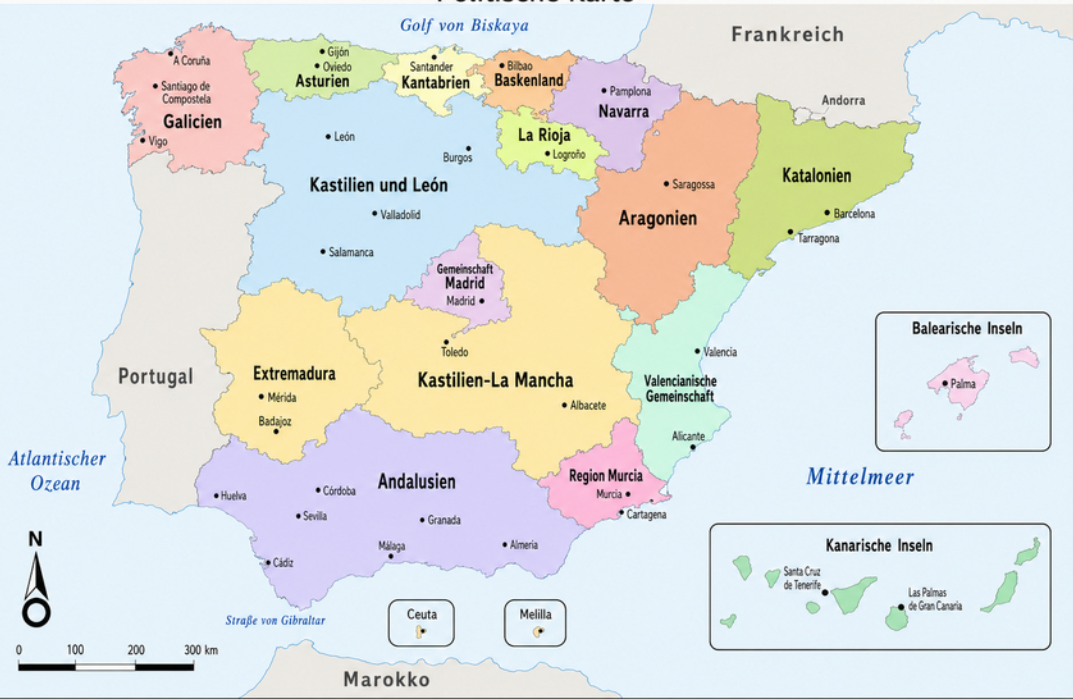 Politische Karte
Golf von Biskaya
Frankreich
Andorra
A Coruña
Santiago de
Compostela
Galicien
Vigo
Gijón
Oviedo
Asturien
Santander
Kantabrien
Bilbao
Baskenland
Pamplona
Navarra
La Rioja
Logroño
León
Burgos
Kastilien und León
Valladolid
Salamanca
Saragossa
Aragonien
Katalonien
Barcelona
Tarragona
Gemeinschaft
Madrid
Madrid
Toledo
Kastilien-La Mancha
Albacete
Portugal
Extremadura
Mérida
Badajoz
Valencia
Valencianische
Gemeinschaft
Alicante
Balearische Inseln
Palma
Atlantischer
Ozean
Mittelmeer
Andalusien
Huelva
Córdoba
Sevilla
Granada
Málaga
Almeria
Cádiz
Region Murcia
Murcia
Cartagena
Kanarische Inseln
Santa Cruz
de Tenerife
Las Palmas
de Gran Canaria
Straße von Gibraltar
Ceuta
Melilla
Marokko
N
0 100 200 300 km